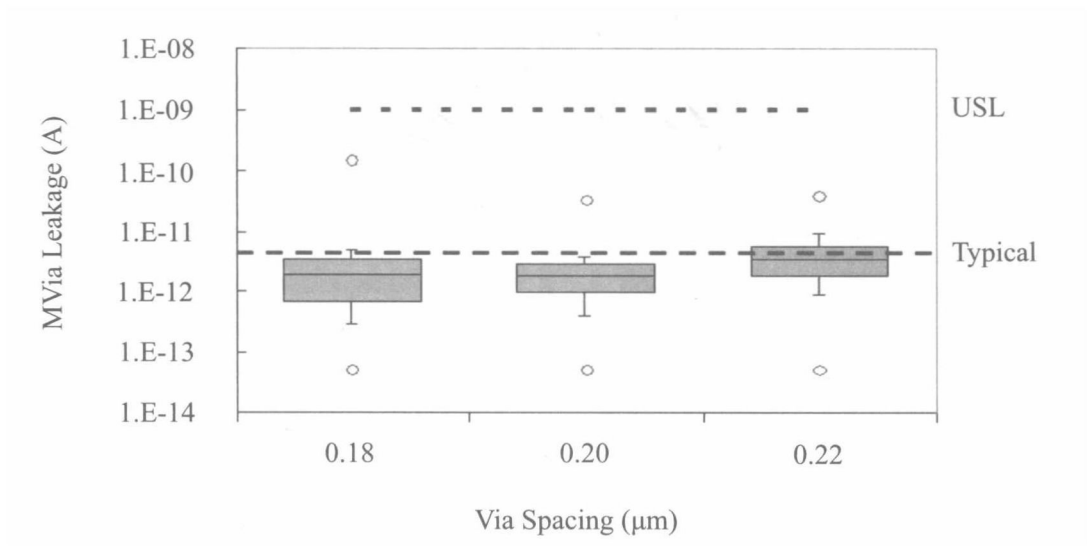 1.E-08
1.E-09
1.E-10
1.E-11
1.E-12
1.E-13
1.E-14
MVia Leakage (A)
USL
Typical
0.18
0.20
0.22
Via Spacing (μm)